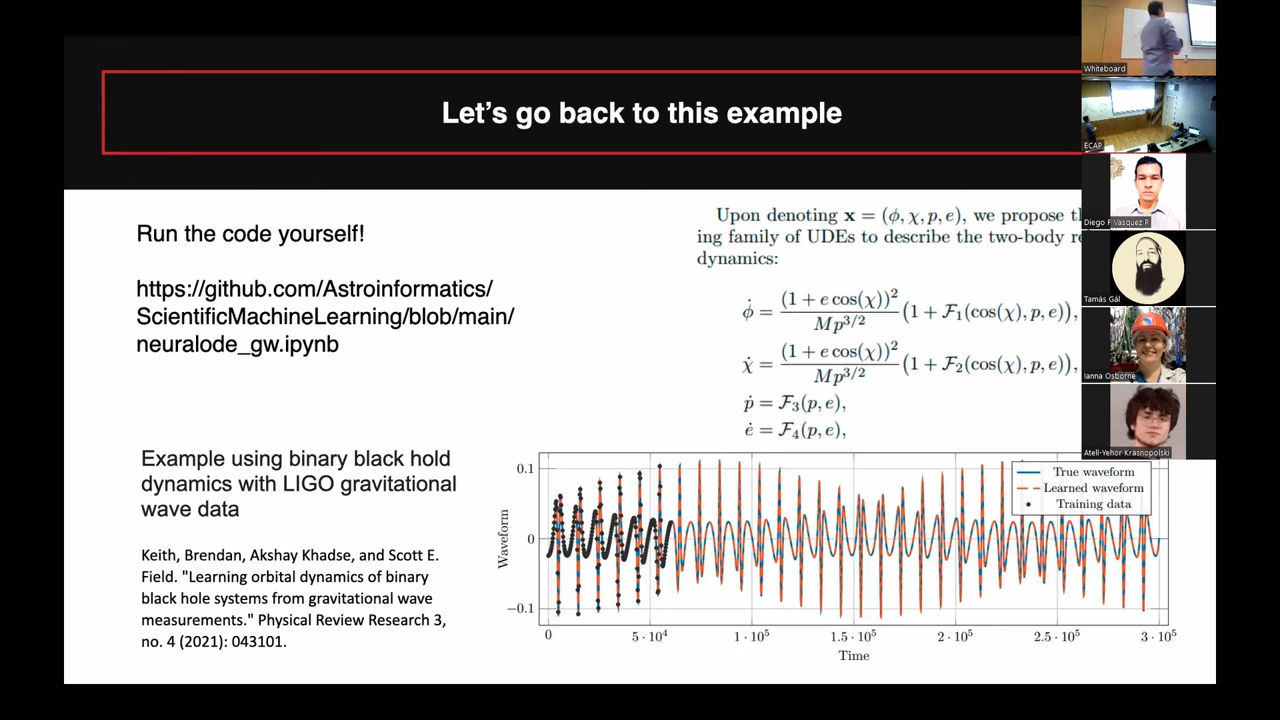 Let's go back to this example
Run the code yourself!
https://github.com/Astroinformatics/
ScientificMachineLearning/blob/main/
neuralode_gw.ipynb
Example using binary black hold
dynamics with LIGO gravitational
wave data
Keith, Brendan, Akshay Khadse, and Scott E.
Field. "Learning orbital dynamics of binary
black hole systems from gravitational wave
measurements." Physical Review Research 3,
no. 4 (2021): 043101.
Upon denoting x = (ϕ, χ, p, e), we propose
ing family of UDEs to describe the two-body
dynamics:
ϕ̇ = (1 + e cos(χ))² / Mp^{3/2} (1 + F₁(cos(χ), p, e)),
χ̇ = (1 + e cos(χ))² / Mp^{3/2} (1 + F₂(cos(χ), p, e)),
ṗ = F₃(p, e),
ė = F₄(p, e),
True waveform
Learned waveform
Training data
Waveform
0.1
0
−0.1
0 5·10⁴ 1·10⁵ 1.5·10⁵ 2·10⁵ 2.5·10⁵ 3·10⁵
Time
Whiteboard
ECAP
Diego F Vasquez P
Tamás Gál
Ianna Osborne
Atell-Yehor Krasnopolski